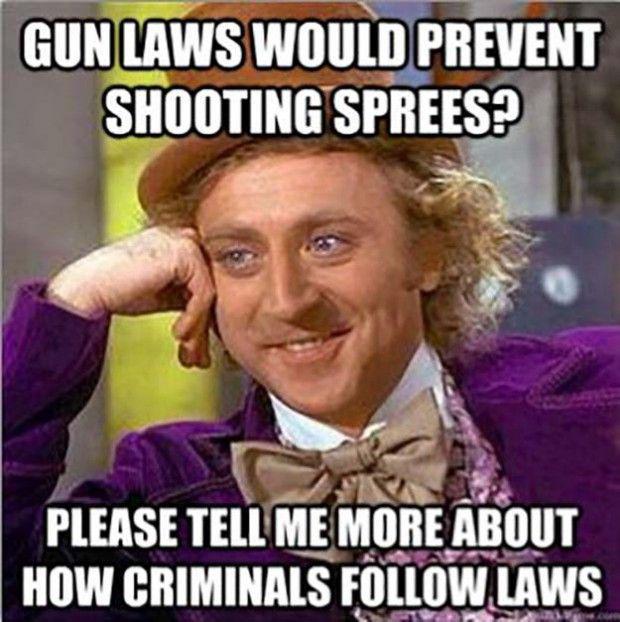 GUN LAWS WOULD PREVENT
SHOOTING SPREES?
PLEASE TELL ME MORE ABOUT
HOW CRIMINALS FOLLOW LAWS